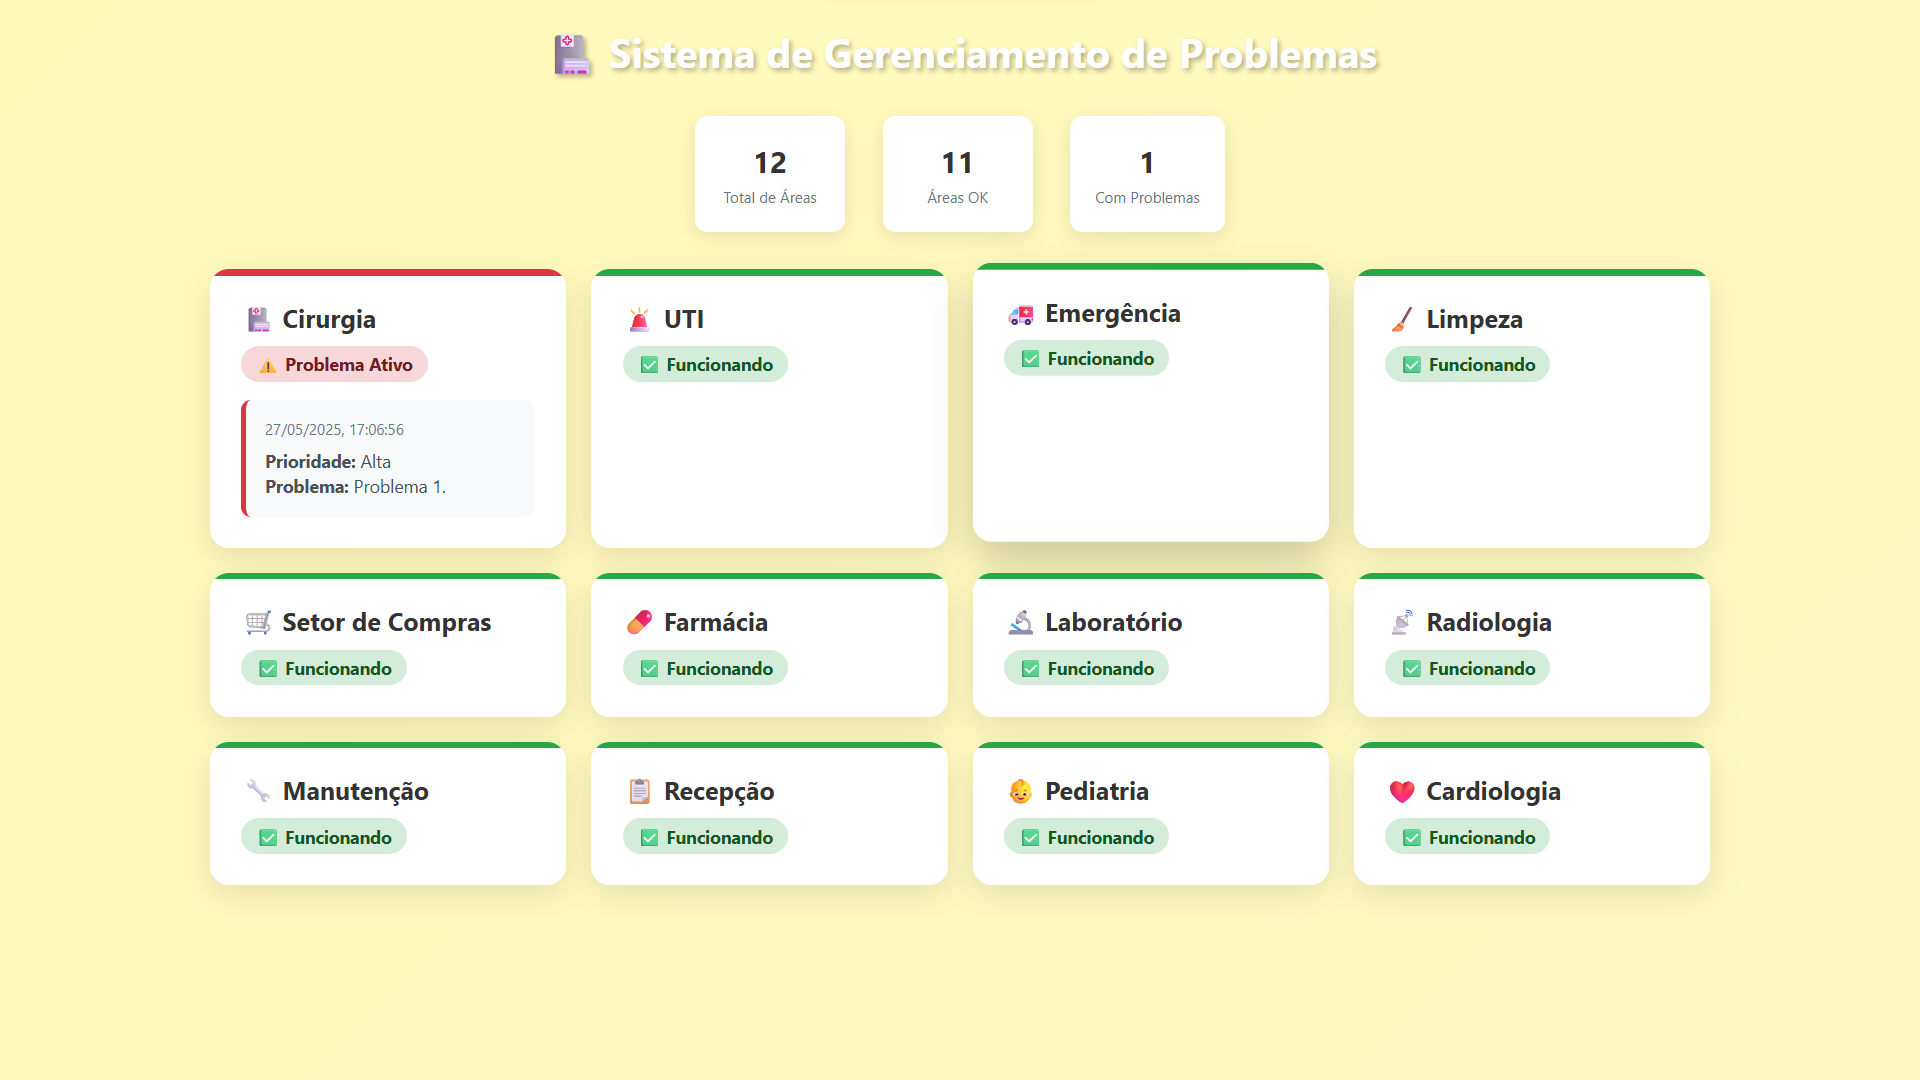 Sistema de Gerenciamento de Problemas
12
Total de Áreas
11
Áreas OK
1
Com Problemas
Cirurgia
Problema Ativo
27/05/2025, 17:06:56
Prioridade: Alta
Problema: Problema 1.
UTI
Funcionando
Emergência
Funcionando
Limpeza
Funcionando
Setor de Compras
Funcionando
Farmácia
Funcionando
Laboratório
Funcionando
Radiologia
Funcionando
Manutenção
Funcionando
Recepção
Funcionando
Pediatria
Funcionando
Cardiologia
Funcionando